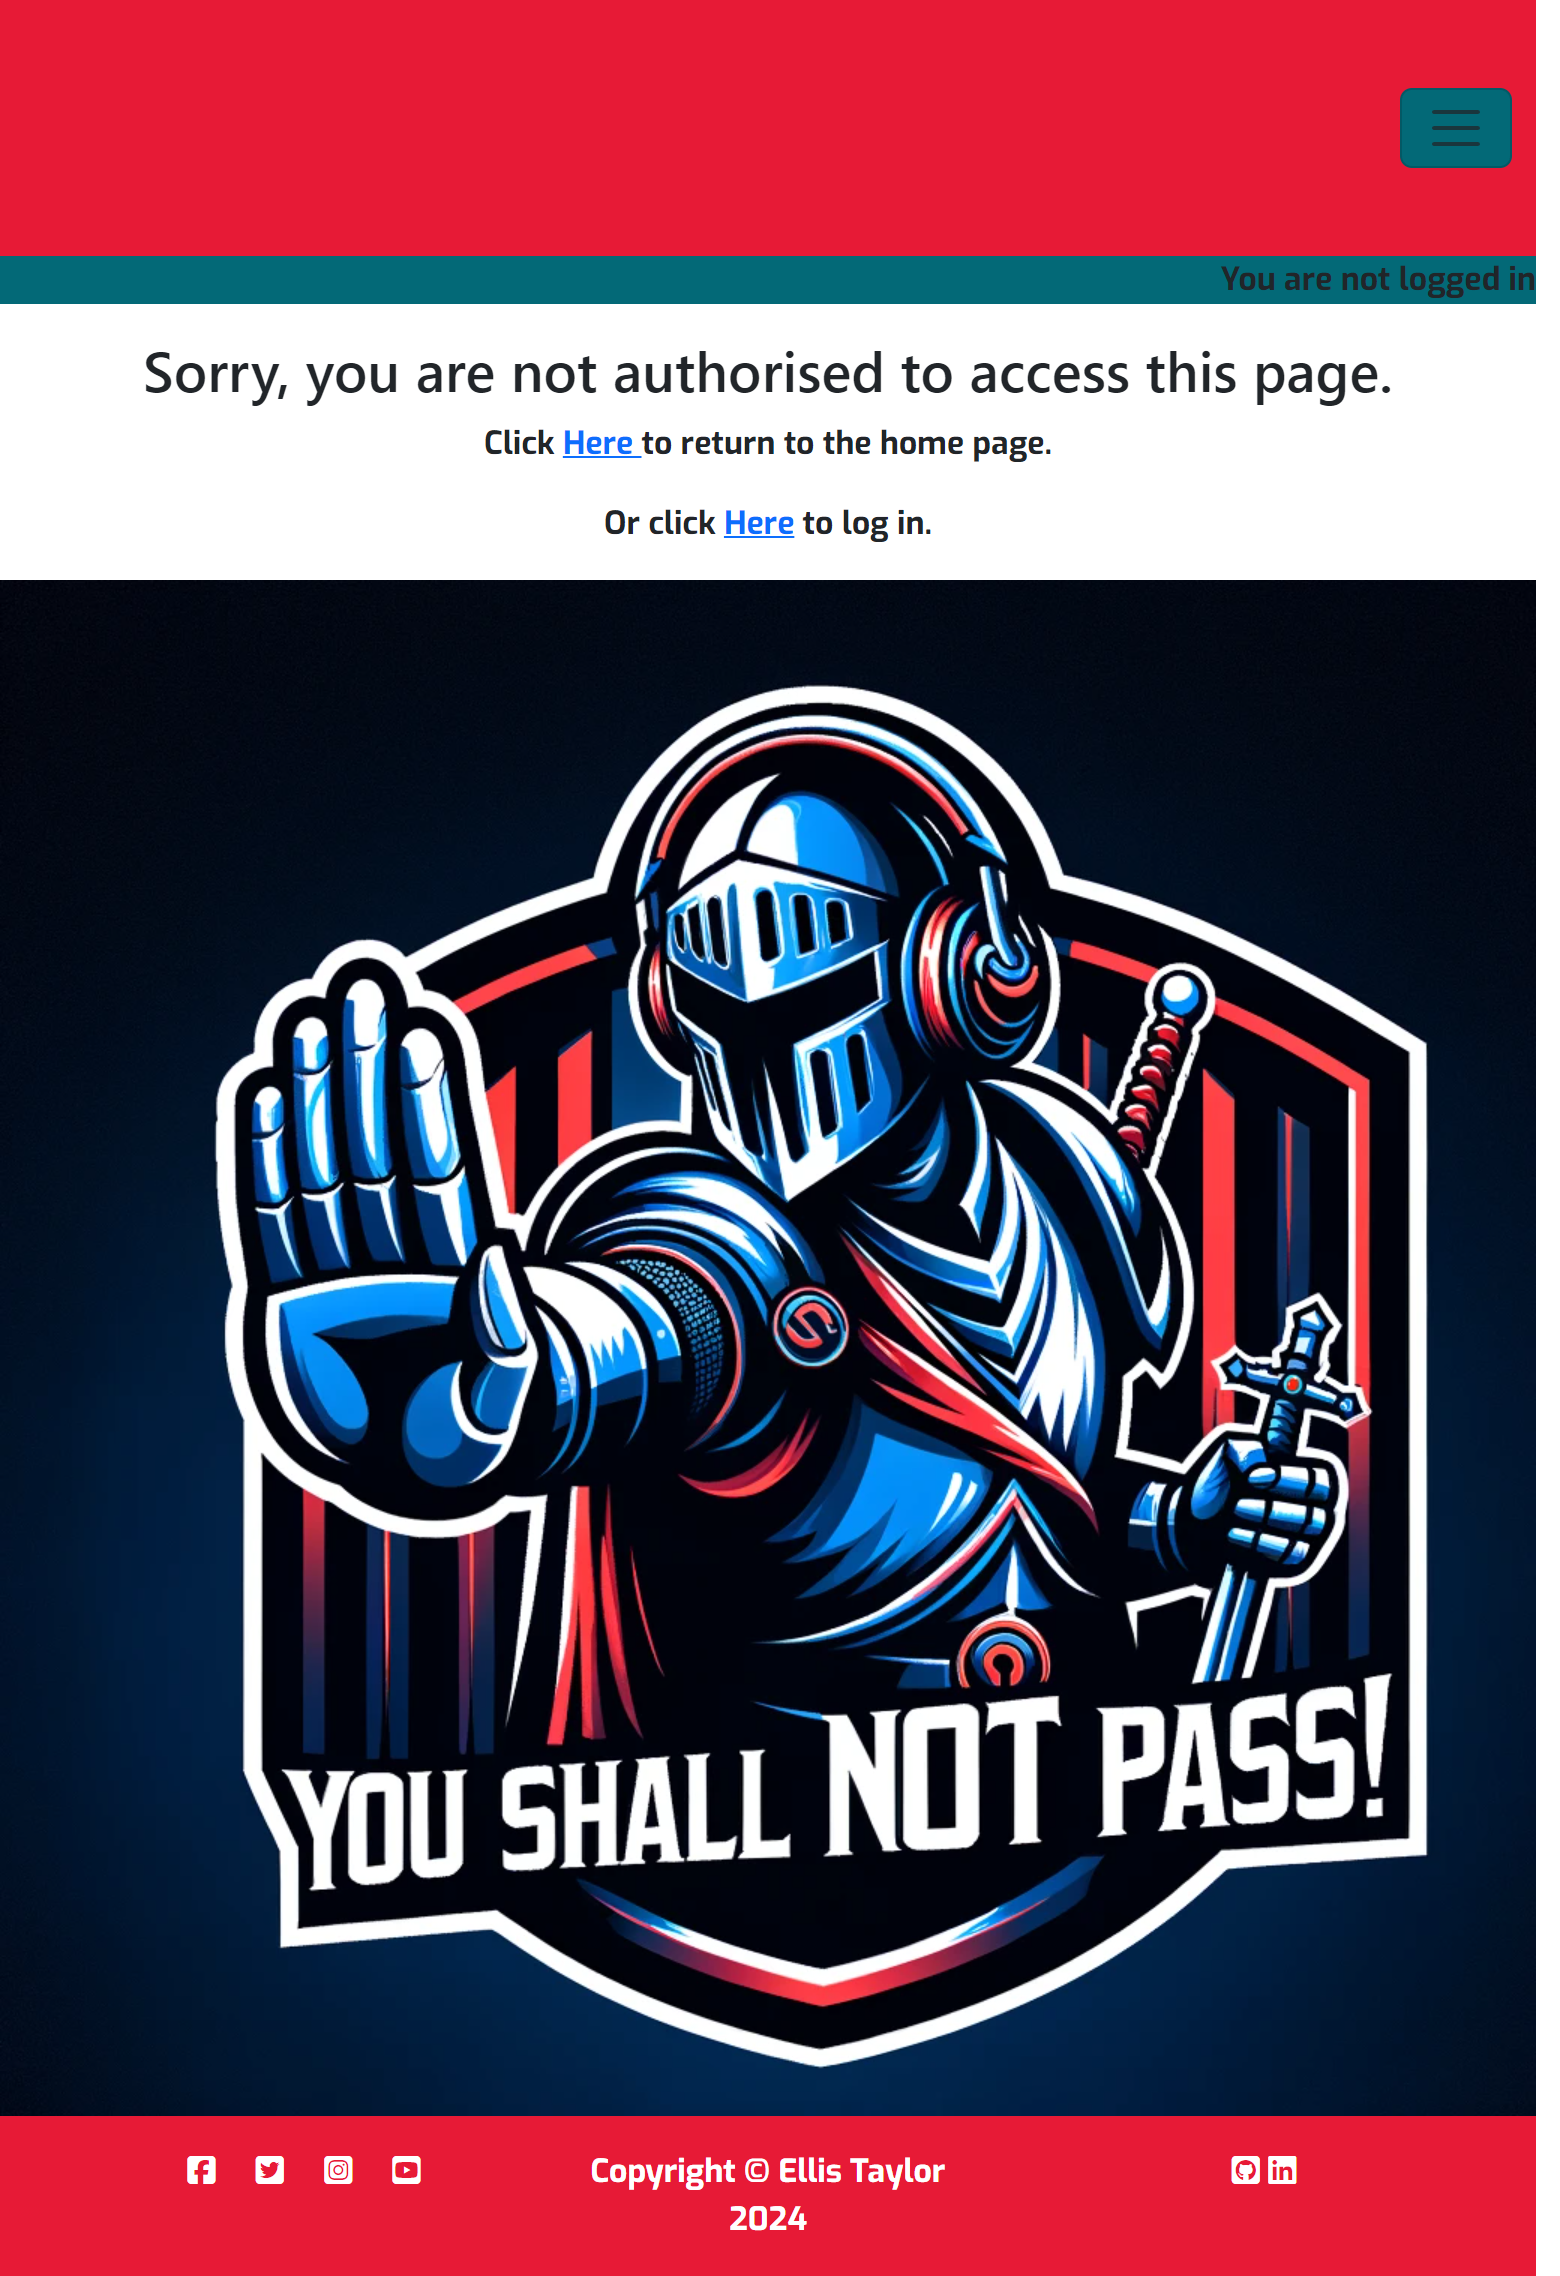 You are not logged in
Sorry, you are not authorised to access this page.
Click Here to return to the home page.
Or click Here to log in.
YOU SHALL NOT PASS!
Copyright © Ellis Taylor
2024